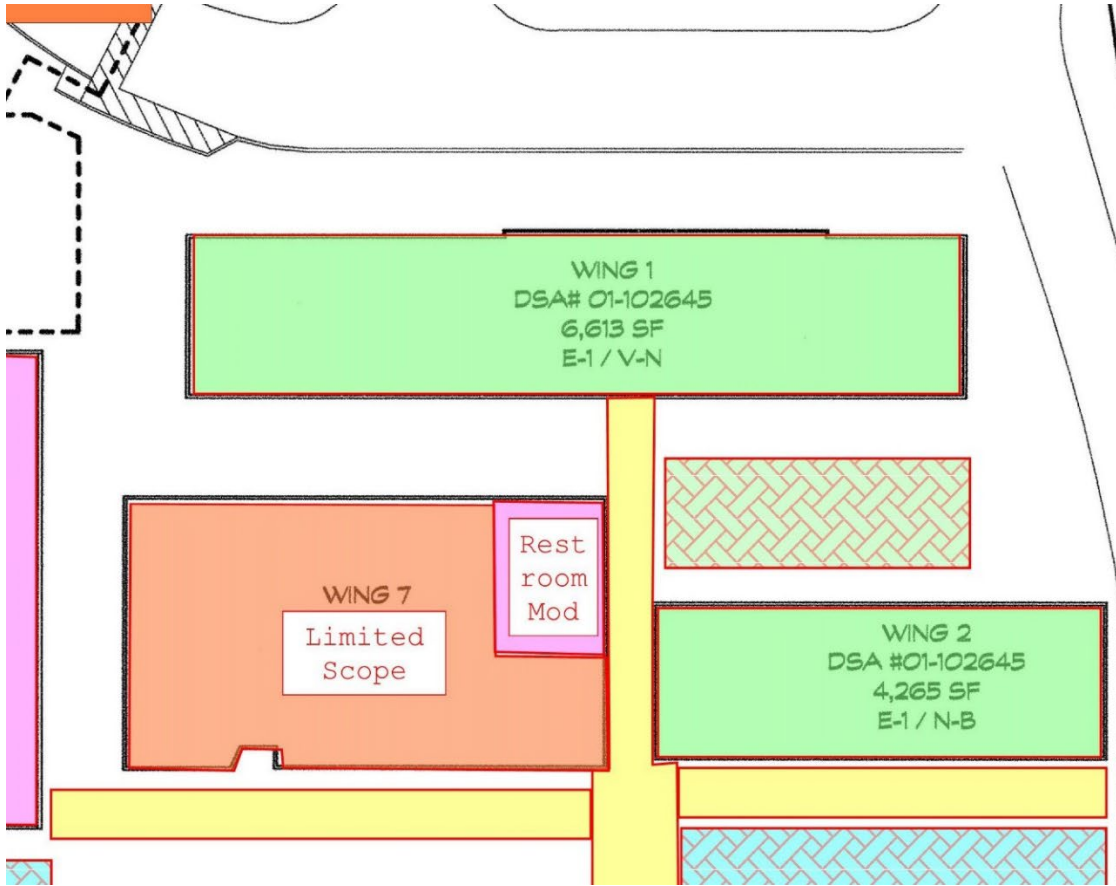 WING 1
DSA# 01-102645
6,613 SF
E-1 / V-N
Rest
room
Mod
WING 7
Limited
Scope
WING 2
DSA #01-102645
4,265 SF
E-1 / N-B